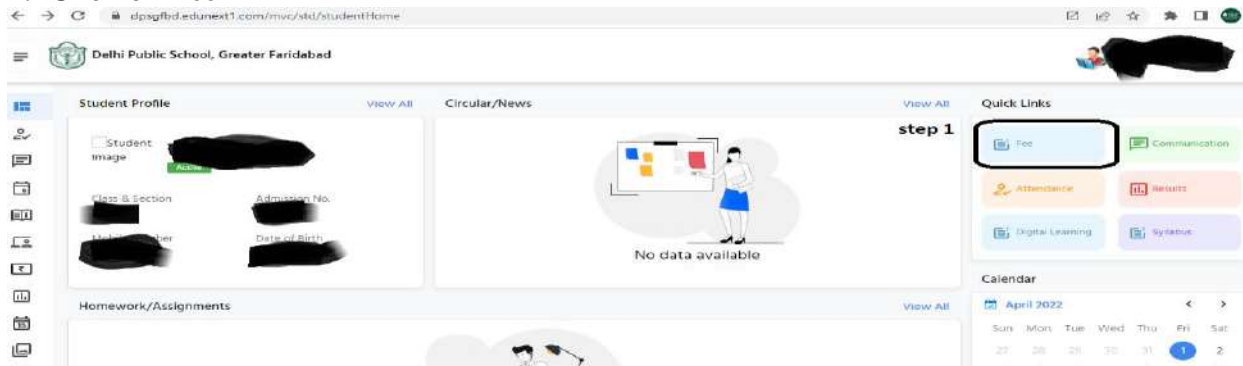 dpsgfbd.edunext1.com/mvc/std/studentHome
Delhi Public School, Greater Faridabad
Student Profile View All
Student
Image
Active
Class & Section Admission No.
Date of Birth
Circular/News View All
step 1
No data available
Quick Links
Fee Communication
Attendance Results
Digital Learning Syllabus
Calendar
April 2022 < >
Sun Mon Tue Wed Thu Fri Sat
27 28 29 30 31 1 2
Homework/Assignments View All